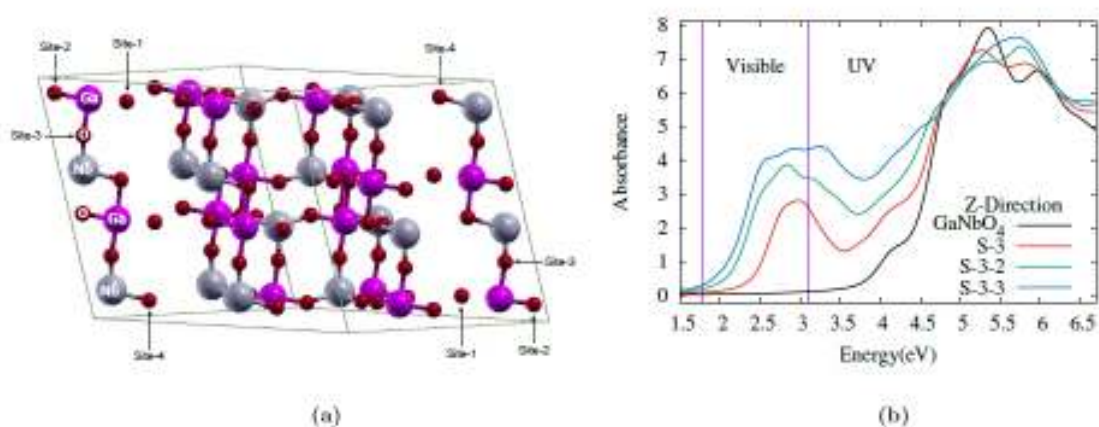 Site-2
Site-1
Site-4
Ga
Site-3
O
Nb
O
Ga
Nb
Site-3
Site-4
Site-1
Site-2
(a)
8
7
6
5
4
3
2
1
0
Absorbance
Visible
UV
Z-Direction
GaNbO4
S-3
S-3-2
S-3-3
1.5 2 2.5 3 3.5 4 4.5 5 5.5 6 6.5
Energy(eV)
(b)